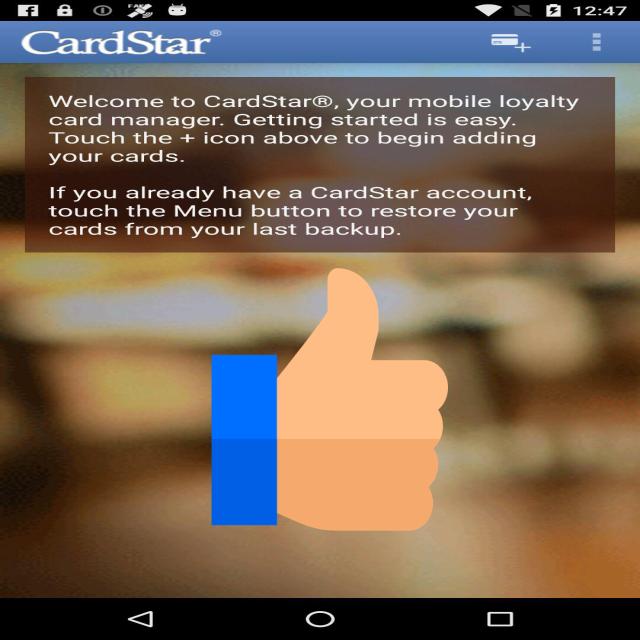 12:47
CardStar®
Welcome to CardStar®, your mobile loyalty
card manager. Getting started is easy.
Touch the + icon above to begin adding
your cards.
If you already have a CardStar account,
touch the Menu button to restore your
cards from your last backup.